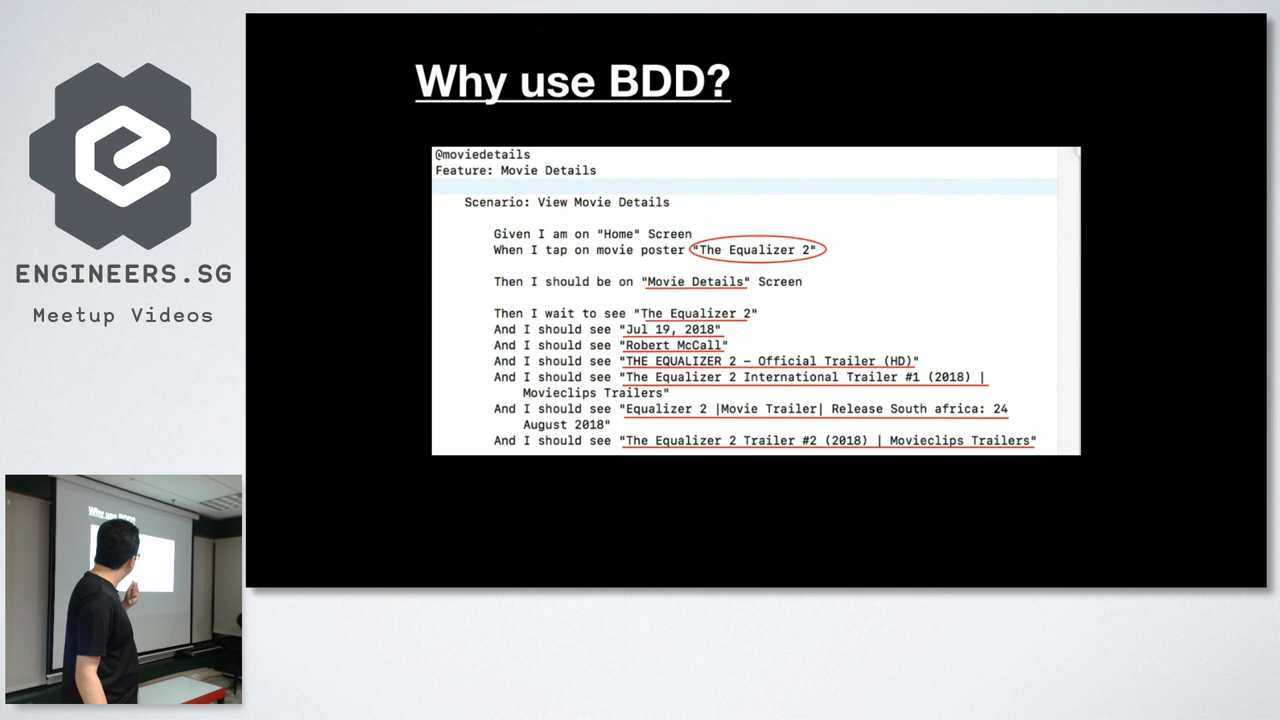 ENGINEERS.SG
Meetup Videos
Why use BDD?
@moviedetails
Feature: Movie Details
Scenario: View Movie Details
Given I am on "Home" Screen
When I tap on movie poster "The Equalizer 2"
Then I should be on "Movie Details" Screen
Then I wait to see "The Equalizer 2"
And I should see "Jul 19, 2018"
And I should see "Robert McCall"
And I should see "THE EQUALIZER 2 - Official Trailer (HD)"
And I should see "The Equalizer 2 International Trailer #1 (2018) |
Movieclips Trailers"
And I should see "Equalizer 2 |Movie Trailer| Release South africa: 24
August 2018"
And I should see "The Equalizer 2 Trailer #2 (2018) | Movieclips Trailers"
Why use BDD?